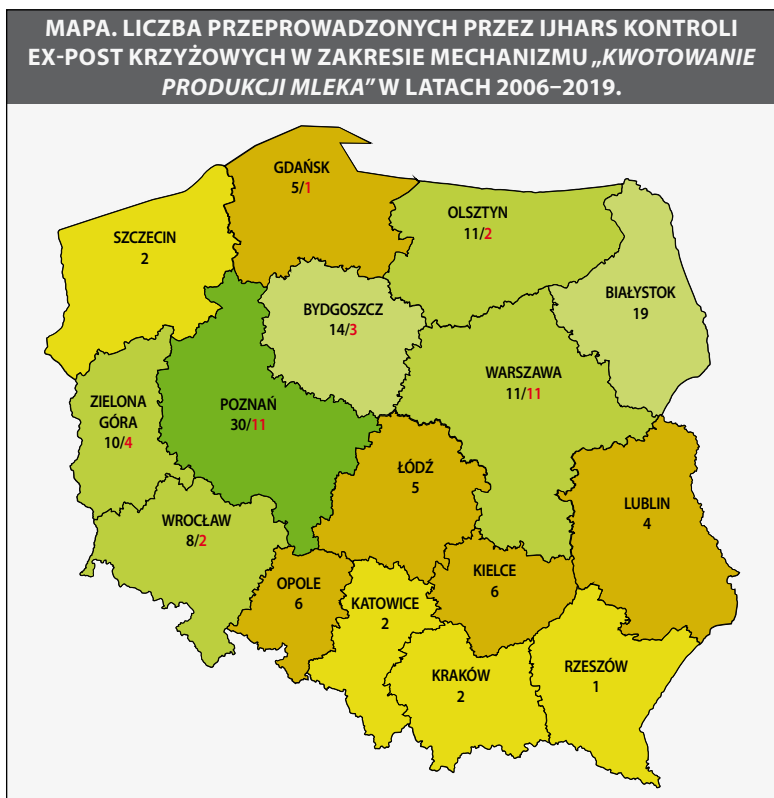 MAPA. LICZBA PRZEPROWADZONYCH PRZEZ IJHARS KONTROLI
EX-POST KRZYŻOWYCH W ZAKRESIE MECHANIZMU „KWOTOWANIE
PRODUKCJI MLEKA” W LATACH 2006–2019.
GDAŃSK
5/1
OLSZTYN
11/2
SZCZECIN
2
BIAŁYSTOK
19
BYDGOSZCZ
14/3
WARSZAWA
11/11
ZIELONA
GÓRA
10/4
POZNAŃ
30/11
ŁÓDŹ
5
LUBLIN
4
WROCŁAW
8/2
OPOLE
6
KATOWICE
2
KIELCE
6
KRAKÓW
2
RZESZÓW
1